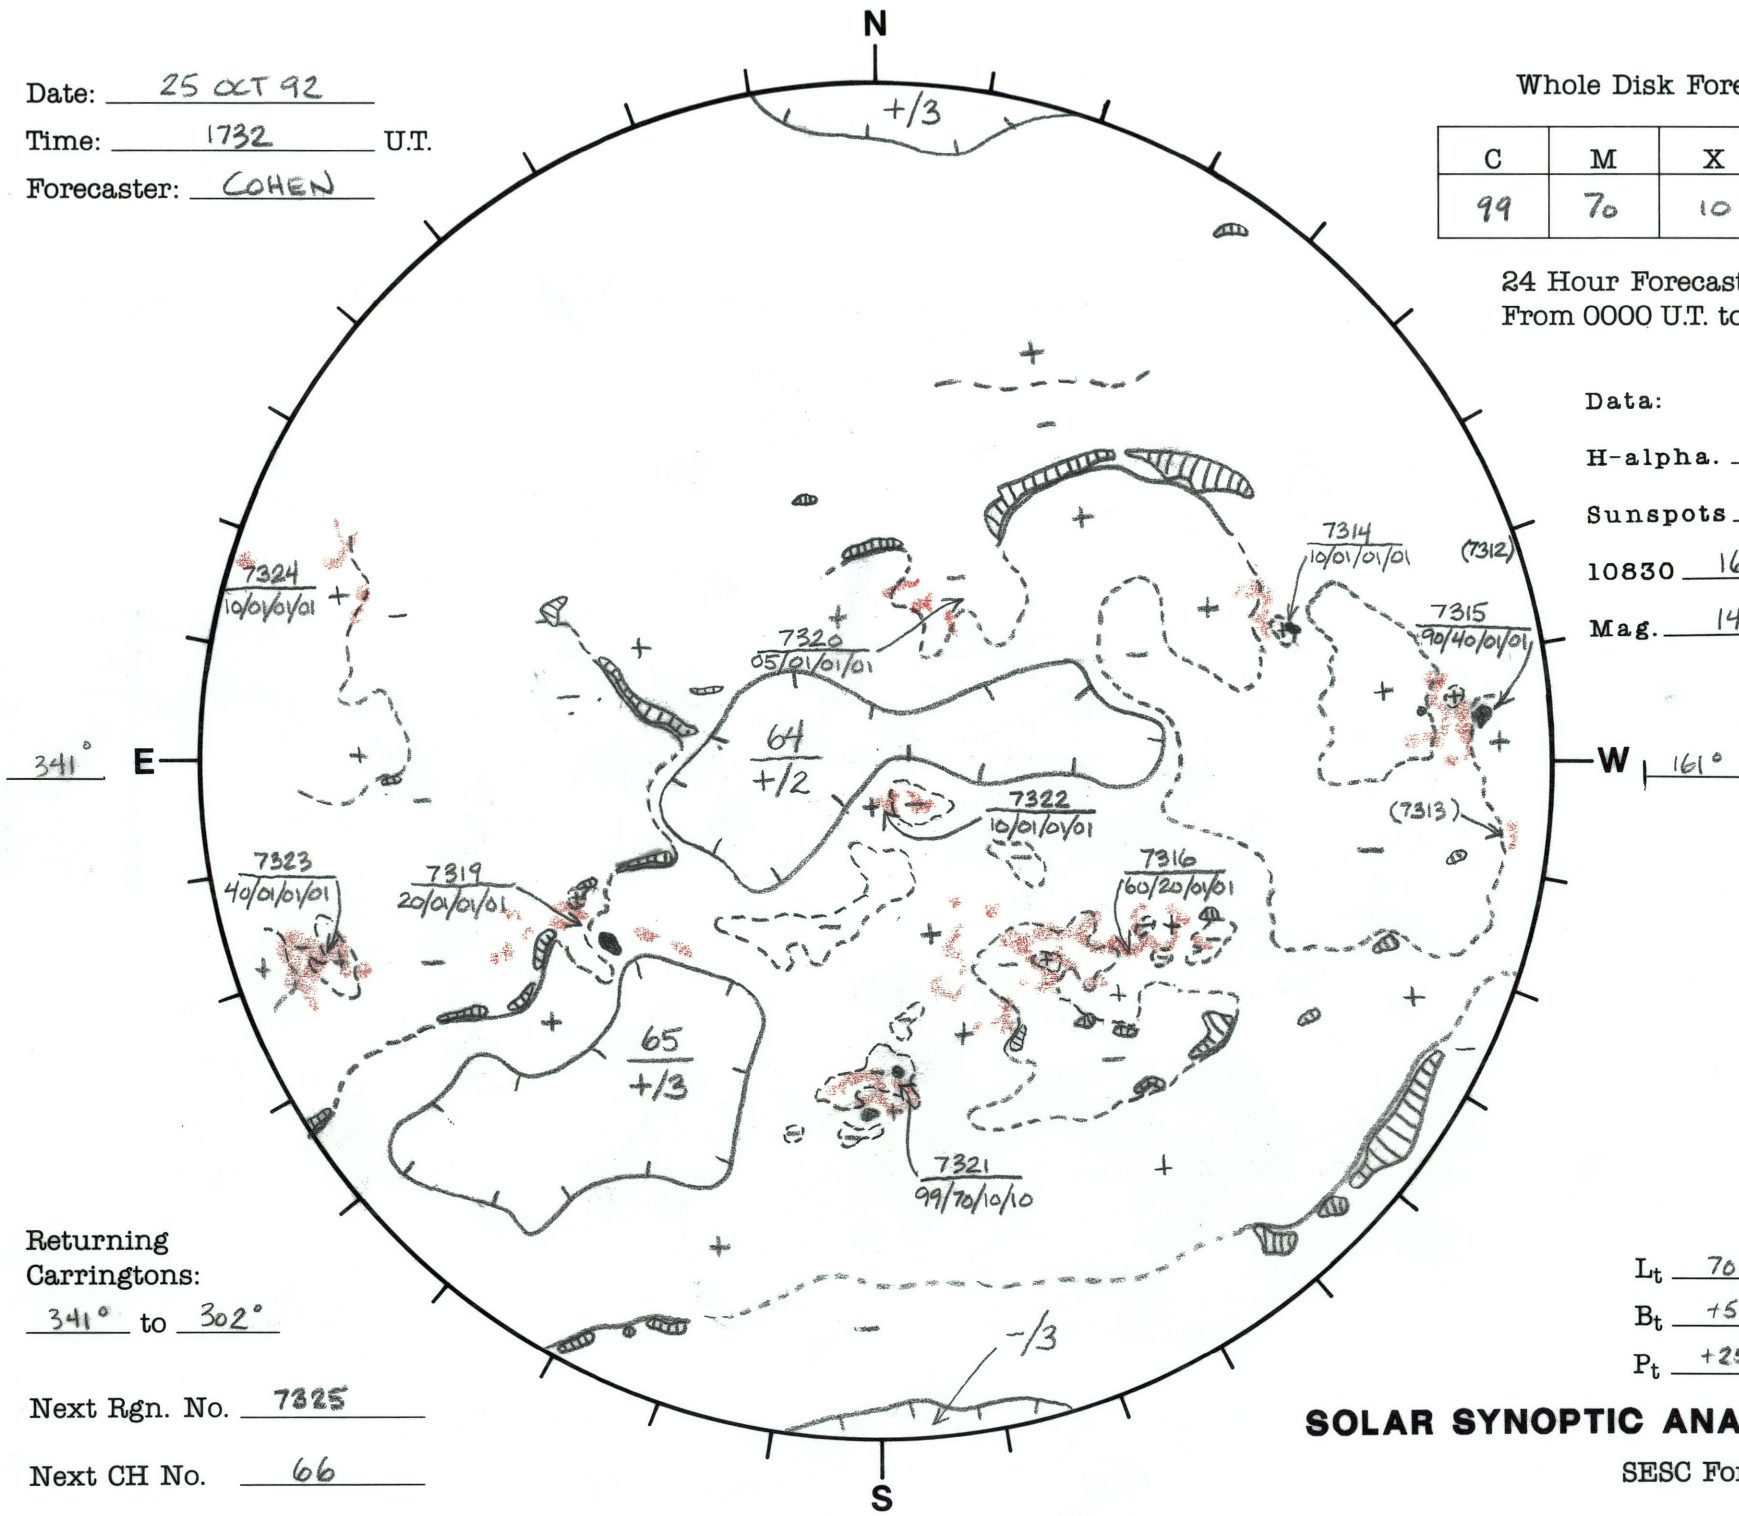 N
Date: 25 OCT 92
Time: 1732 U.T.
Forecaster: COHEN
Whole Disk Fore
C M X
99 70 10
24 Hour Forecast
From 0000 U.T. to
+/3
Data:
H-alpha.
Sunspots
10830 16
Mag. 14
7314
10/01/01/01
(7312)
7324
10/01/01/01
7315
90/40/01/01
7320
05/01/01/01
64
+/2
341° E
W 161°
7322
10/01/01/01
(7313)
7323
40/01/01/01
7319
20/01/01/01
7316
60/20/01/01
65
+/3
7321
99/70/10/10
Returning
Carringtons:
341° to 302°
-/3
Lt 70
Bt +5
Pt +25
Next Rgn. No. 7325
SOLAR SYNOPTIC ANA
Next CH No. 66
SESC For
S